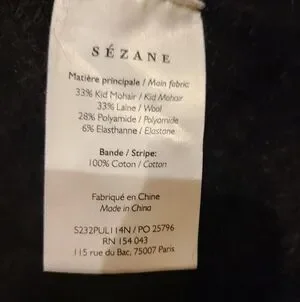 SÉZANE
Matière principale / Main fabric:
33% Kid Mohair / Kid Mohair
33% Laine / Wool
28% Polyamide / Polyamide
6% Elasthanne / Elastane
Bande / Stripe:
100% Coton / Cotton
Fabriqué en Chine
Made in China
S232PUL114N / PO 25796
RN 154 043
115 rue du Bac, 75007 Paris